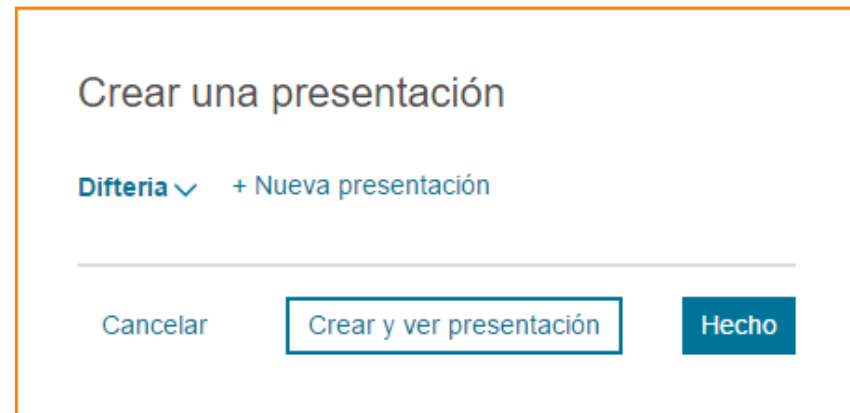 Crear una presentación
Difteria + Nueva presentación
Cancelar Crear y ver presentación Hecho